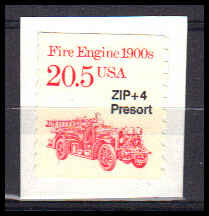 Fire Engine 1900s
20.5 USA
ZIP+4
Presort